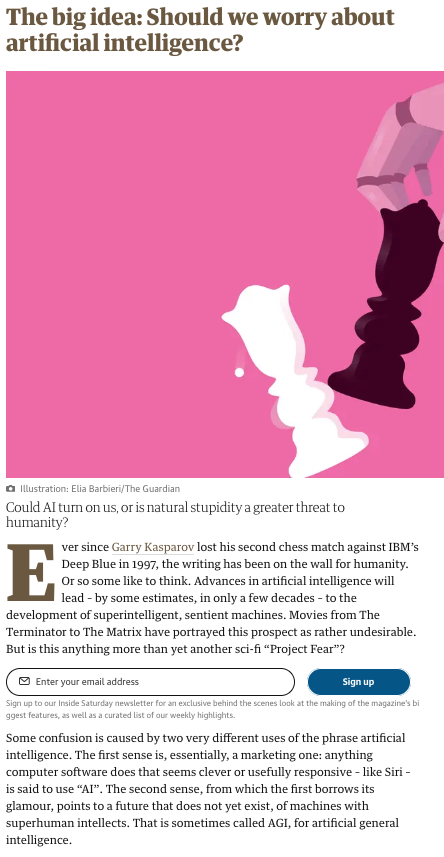 The big idea: Should we worry about
artificial intelligence?
Illustration: Elia Barbieri/The Guardian
Could AI turn on us, or is natural stupidity a greater threat to
humanity?
Ever since Garry Kasparov lost his second chess match against IBM’s
Deep Blue in 1997, the writing has been on the wall for humanity.
Or so some like to think. Advances in artificial intelligence will
lead – by some estimates, in only a few decades – to the
development of superintelligent, sentient machines. Movies from The
Terminator to The Matrix have portrayed this prospect as rather undesirable.
But is this anything more than yet another sci-fi “Project Fear”?
Enter your email address
Sign up
Sign up to our Inside Saturday newsletter for an exclusive behind the scenes look at the making of the magazine’s bi
ggest features, as well as a curated list of our weekly highlights.
Some confusion is caused by two very different uses of the phrase artificial
intelligence. The first sense is, essentially, a marketing one: anything
computer software does that seems clever or usefully responsive – like Siri –
is said to use “AI”. The second sense, from which the first borrows its
glamour, points to a future that does not yet exist, of machines with
superhuman intellects. That is sometimes called AGI, for artificial general
intelligence.